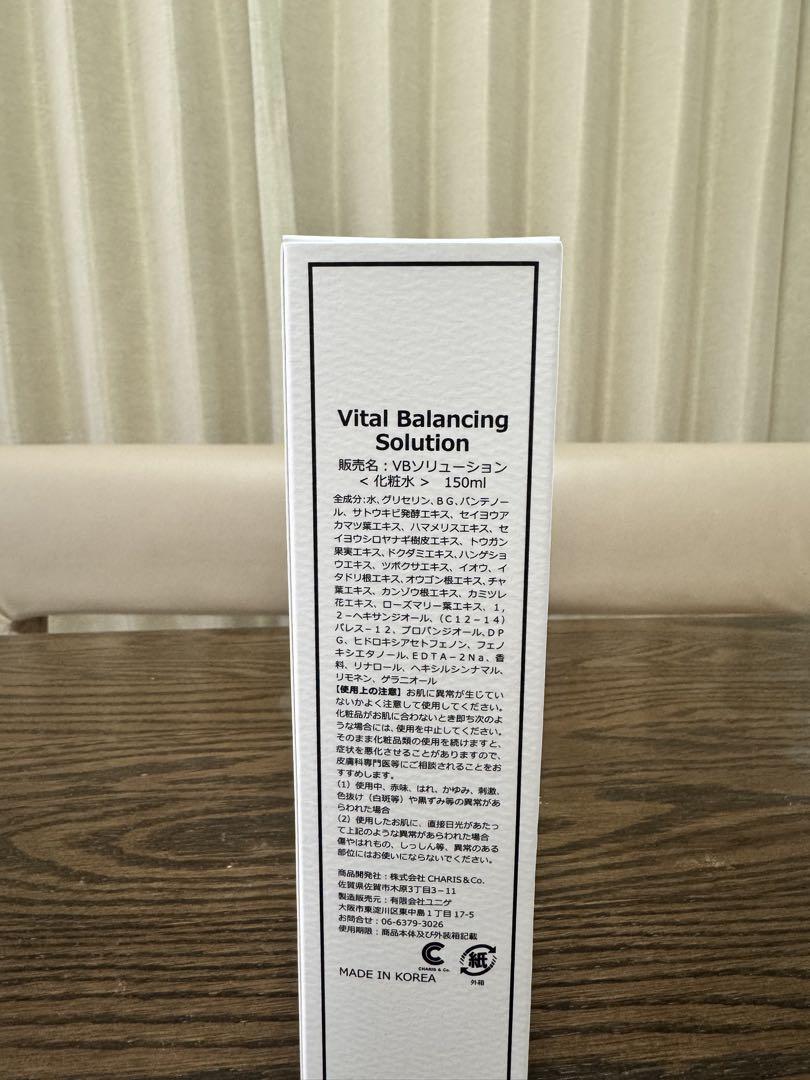 Vital Balancing
Solution
販売名：VBソリューション
< 化粧水 >　150ml
全成分:水、グリセリン、BG、パンテノー
ル、サトウキビ発酵エキス、セイヨウア
カマツ葉エキス、ハマメリスエキス、セ
イヨウシロヤナギ樹皮エキス、トウガン
果実エキス、ドクダミエキス、ハンゲショ
ウエキス、ツボクサエキス、イオウ、イ
タドリ根エキス、オウゴン根エキス、チャ
葉エキス、カンゾウ根エキス、カミツレ
花エキス、ローズマリー葉エキス、1,
2－ヘキサンジオール、（C12－14）
パレス－12、プロパンジオール、DP
G、ヒドロキシアセトフェノン、フェノ
キシエタノール、EDTA－2Na、香
料、リナロール、ヘキシルシンナマル、
リモネン、ゲラニオール
【使用上の注意】お肌に異常が生じてい
ないかよく注意して使用してください。
化粧品がお肌に合わないとき即ち次のよ
うな場合には、使用を中止してください。
そのまま化粧品類の使用を続けますと、
症状を悪化させることがありますので、
皮膚科専門医等にご相談されることをお
すすめします。
（1）使用中、赤味、はれ、かゆみ、刺激、
色抜け（白斑等）や黒ずみ等の異常があ
らわれた場合
（2）使用したお肌に、直接日光があたっ
て上記のような異常があらわれた場合
傷やはれもの、しっしん等、異常のある
部位にはお使いにならないでください。
商品開発社：株式会社 CHARIS＆Co.
佐賀県佐賀市木原3丁目3－11
製造販売元：有限会社ユニゲ
大阪市東淀川区東中島１丁目 17-5
お問合せ：06-6379-3026
使用期限：商品本体及び外装箱記載
CHARIS & Co.
紙
外箱
MADE IN KOREA